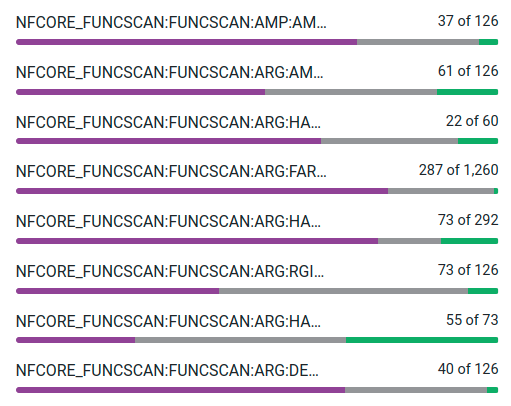 NFCORE_FUNCSCAN:FUNCSCAN:AMP:AM... 37 of 126
NFCORE_FUNCSCAN:FUNCSCAN:ARG:AM... 61 of 126
NFCORE_FUNCSCAN:FUNCSCAN:ARG:HA... 22 of 60
NFCORE_FUNCSCAN:FUNCSCAN:ARG:FAR... 287 of 1,260
NFCORE_FUNCSCAN:FUNCSCAN:ARG:HA... 73 of 292
NFCORE_FUNCSCAN:FUNCSCAN:ARG:RGI... 73 of 126
NFCORE_FUNCSCAN:FUNCSCAN:ARG:HA... 55 of 73
NFCORE_FUNCSCAN:FUNCSCAN:ARG:DE... 40 of 126